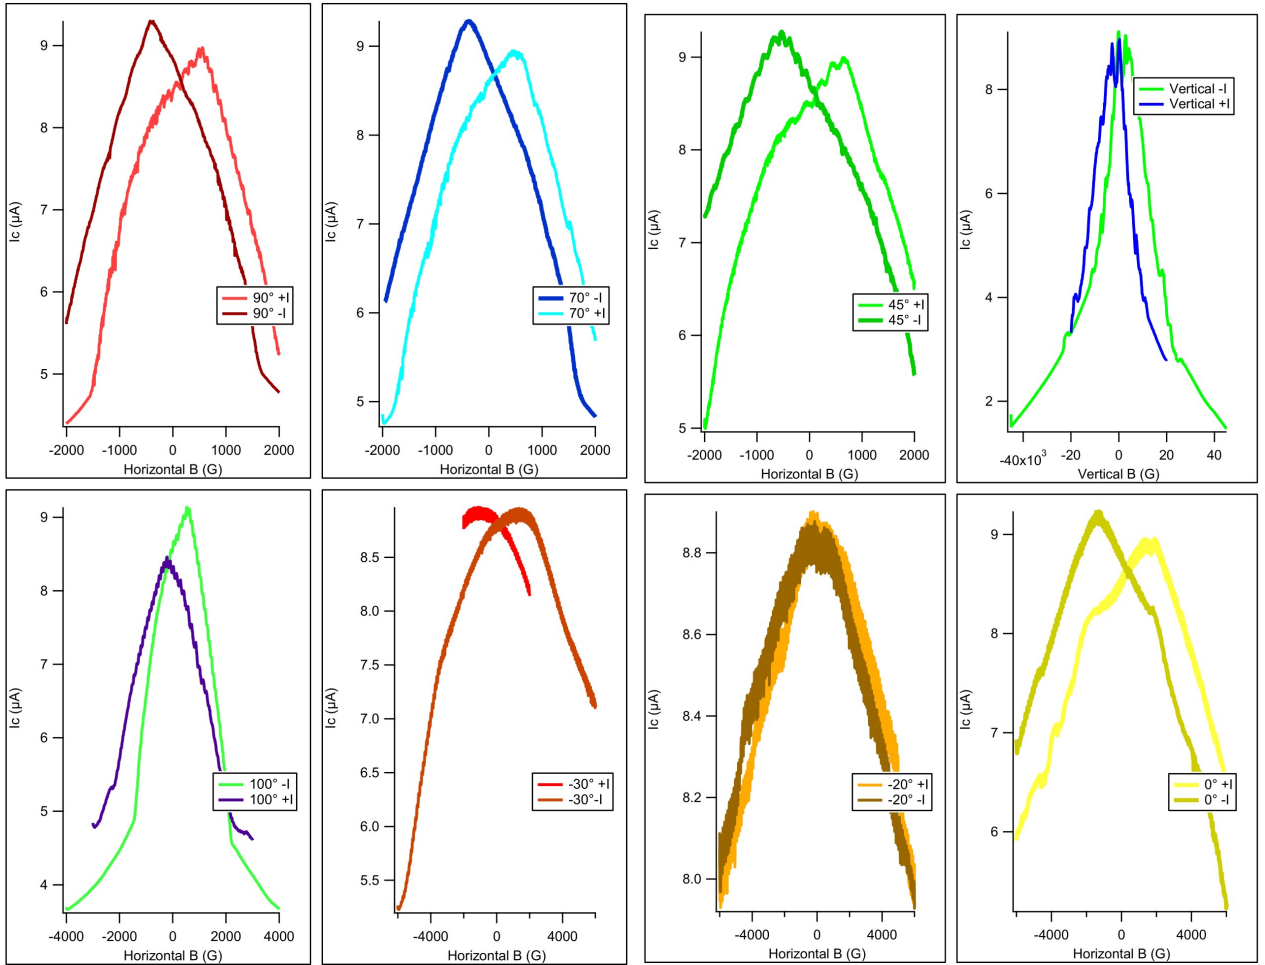 9
8
7
6
5
Ic (µA)
90° +I
90° -I
-2000 -1000 0 1000 2000
Horizontal B (G)
9
8
7
6
5
Ic (µA)
70° -I
70° +I
-2000 -1000 0 1000 2000
Horizontal B (G)
9
8
7
6
5
Ic (µA)
45° +I
45° -I
-2000 -1000 0 1000 2000
Horizontal B (G)
8
6
4
2
Ic (µA)
Vertical -I
Vertical +I
-40x10³ -20 0 20 40
Vertical B (G)
9
8
7
6
5
4
Ic (µA)
100° -I
100° +I
-4000 -2000 0 2000 4000
Horizontal B (G)
8.5
8.0
7.5
7.0
6.5
6.0
5.5
Ic (µA)
-30° +I
-30°-I
-4000 0 4000
Horizontal B (G)
8.8
8.6
8.4
8.2
8.0
Ic (µA)
-20° +I
-20° -I
-4000 0 4000
Horizontal B (G)
9
8
7
6
Ic (µA)
0° +I
0° -I
-4000 0 4000
Horizontal B (G)